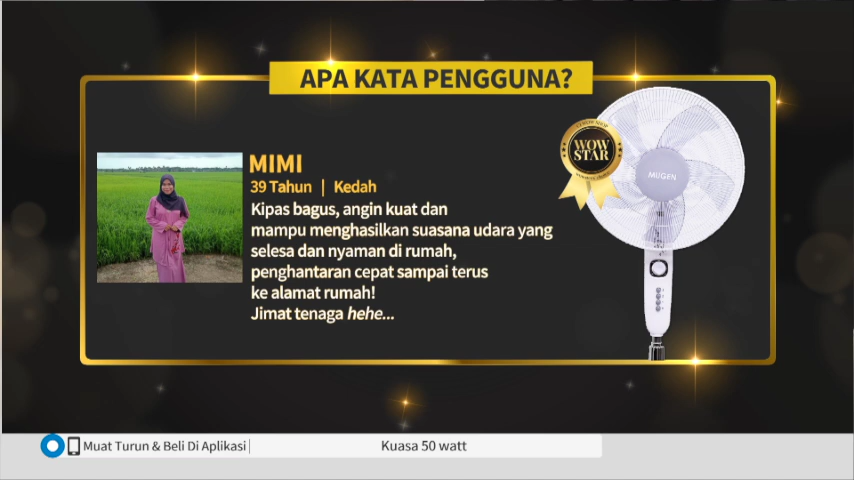 APA KATA PENGGUNA?
MIMI
39 Tahun | Kedah
Kipas bagus, angin kuat dan
mampu menghasilkan suasana udara yang
selesa dan nyaman di rumah,
penghantaran cepat sampai terus
ke alamat rumah!
Jimat tenaga hehe...
WOW
STAR
MUGEN
Muat Turun & Beli Di Aplikasi
Kuasa 50 watt